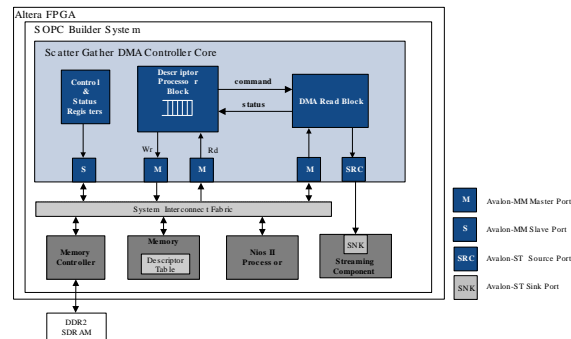 Altera FPGA
SOPC Builder System
Scatter Gather DMA Controller Core
Control
&
Status
Registers
Descriptor
Processor
Block
command
status
DMA Read Block
Wr
Rd
S
M
M
M
SRC
System Interconnect Fabric
Memory
Controller
Memory
Descriptor
Table
Nios II
Processor
SNK
Streaming
Component
DDR2
SDRAM
M
Avalon-MM Master Port
S
Avalon-MM Slave Port
SRC
Avalon-ST Source Port
SNK
Avalon-ST Sink Port